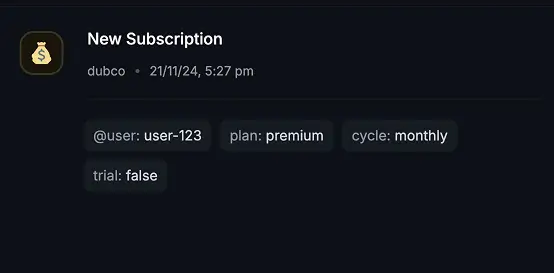 New Subscription
dubco • 21/11/24, 5:27 pm
@user: user-123 plan: premium cycle: monthly
trial: false